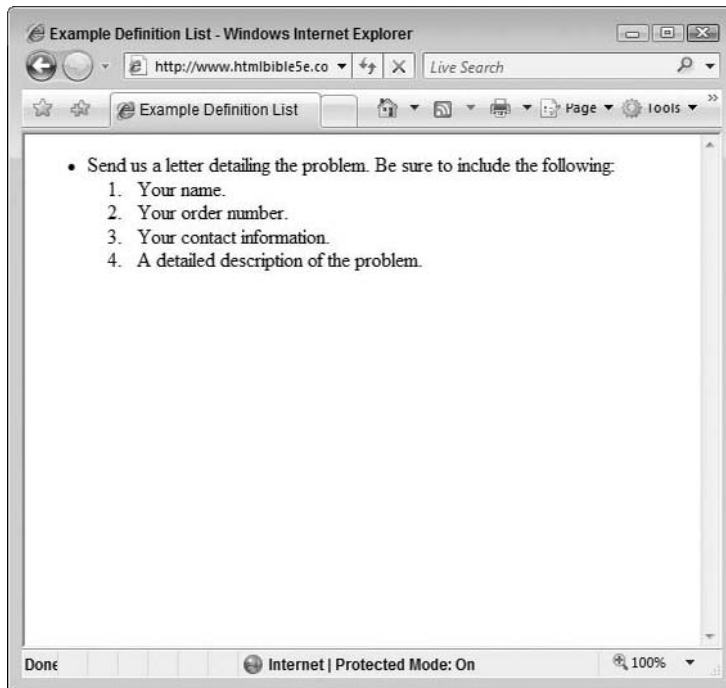 Example Definition List - Windows Internet Explorer
http://www.htmlbible5e.co
Live Search
Example Definition List
Page
Tools
»
• Send us a letter detailing the problem. Be sure to include the following:
1. Your name.
2. Your order number.
3. Your contact information.
4. A detailed description of the problem.
Done
Internet | Protected Mode: On
100%